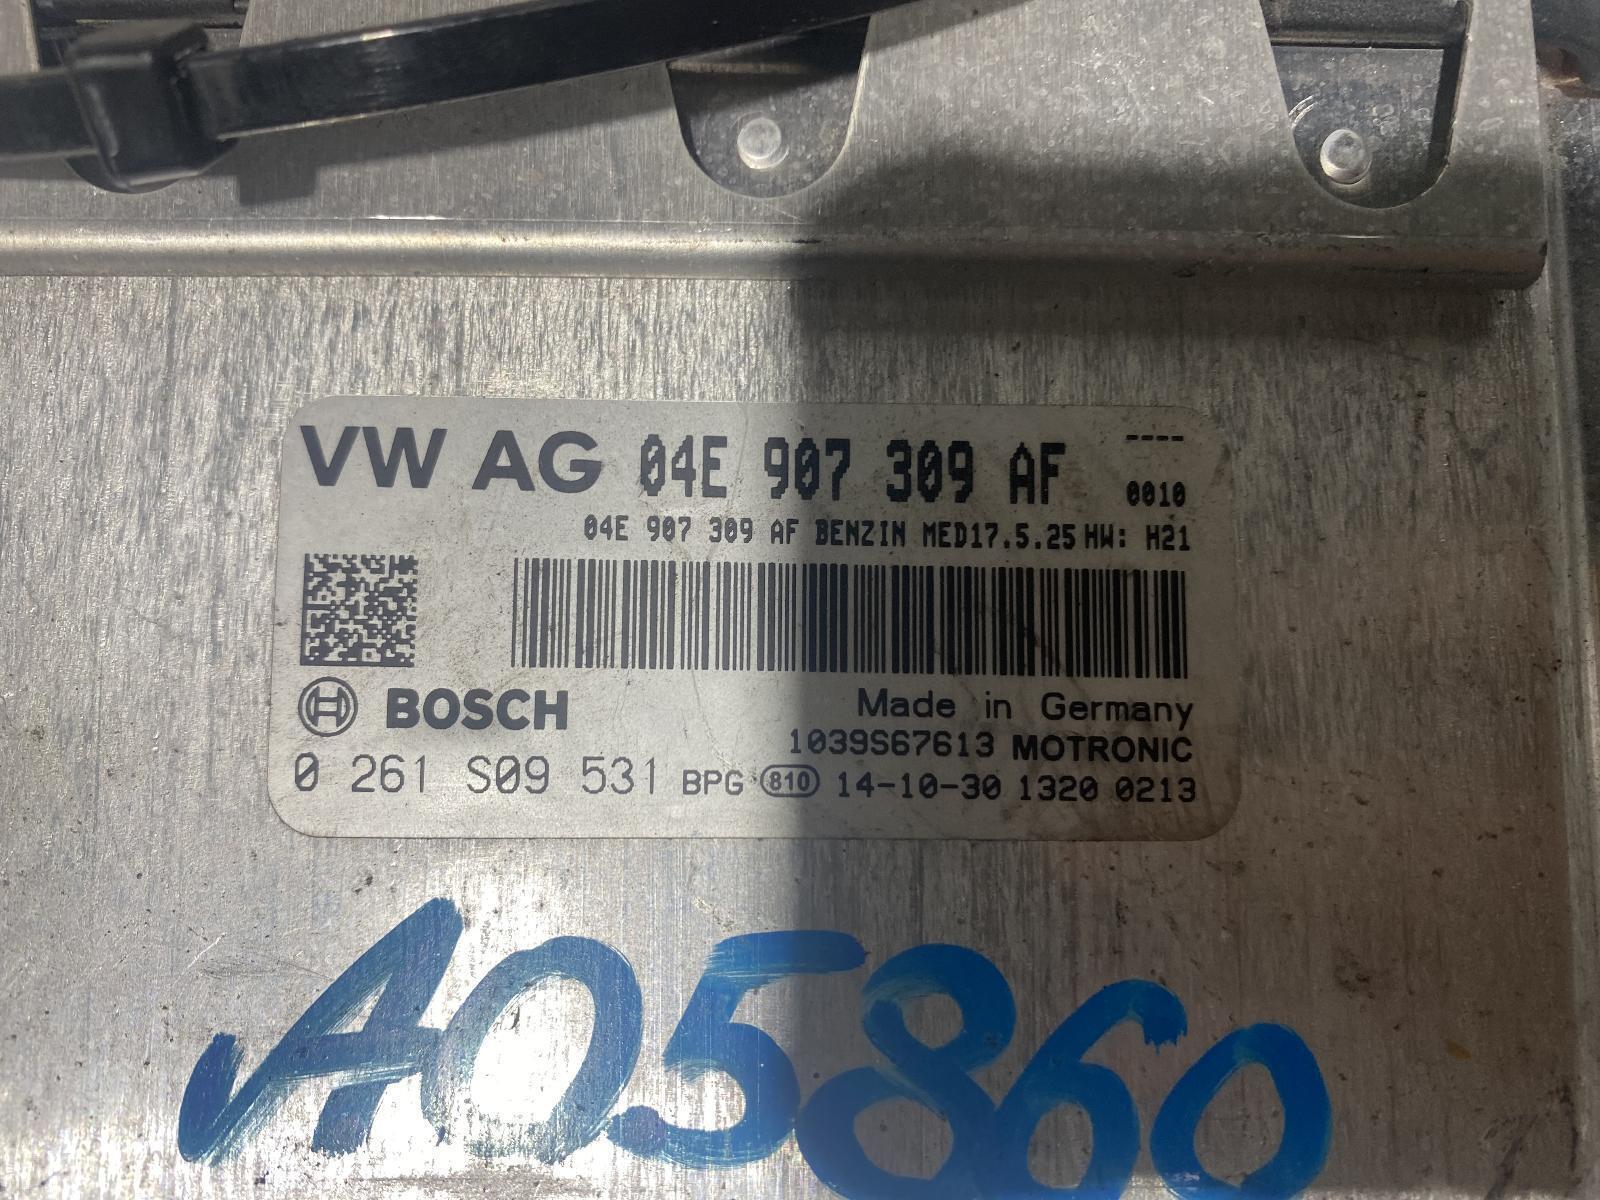 VW AG 04E 907 309 AF ----
0010
04E 907 309 AF BENZIN MED17.5.25 HW: H21
BOSCH
Made in Germany
1039S67613 MOTRONIC
0 261 S09 531 BPG 810 14-10-30 1320 0213
A05860